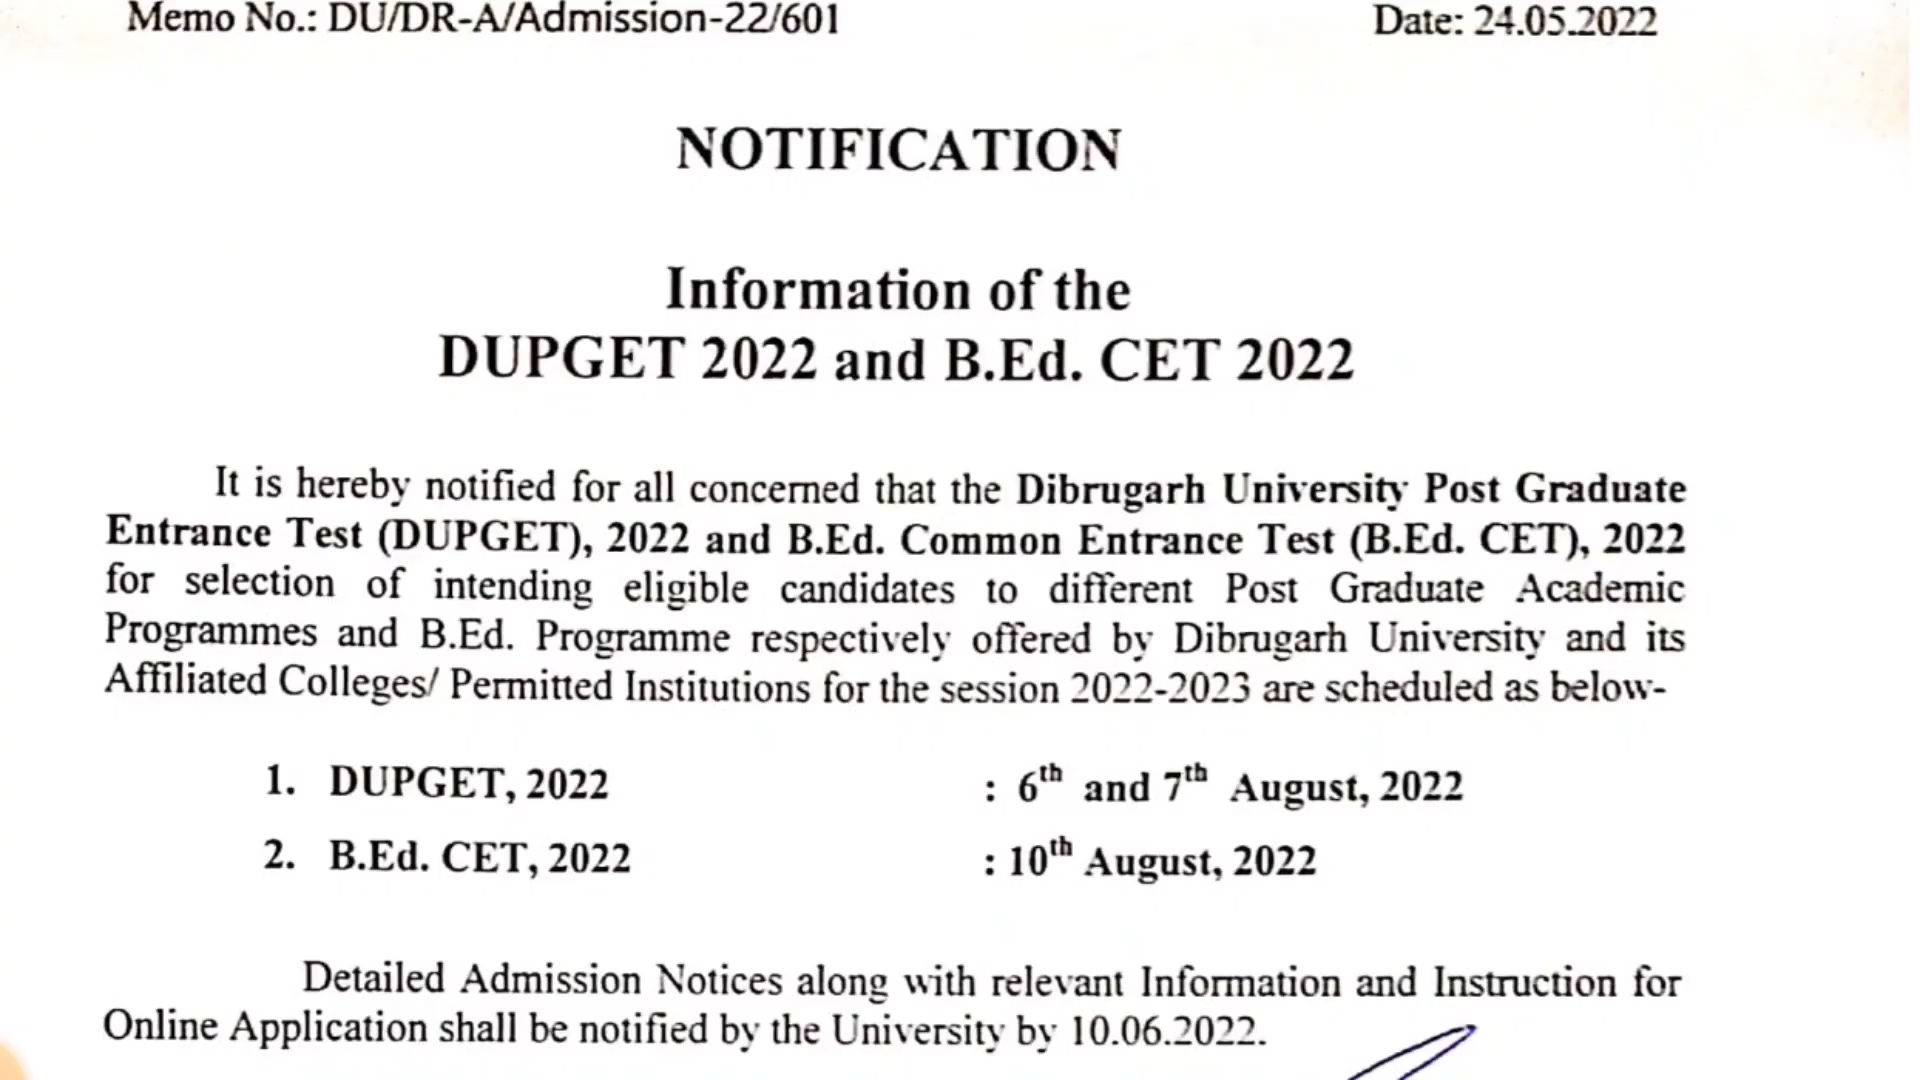 Memo No.: DU/DR-A/Admission-22/601 Date: 24.05.2022
NOTIFICATION
Information of the
DUPGET 2022 and B.Ed. CET 2022
It is hereby notified for all concerned that the Dibrugarh University Post Graduate
Entrance Test (DUPGET), 2022 and B.Ed. Common Entrance Test (B.Ed. CET), 2022
for selection of intending eligible candidates to different Post Graduate Academic
Programmes and B.Ed. Programme respectively offered by Dibrugarh University and its
Affiliated Colleges/ Permitted Institutions for the session 2022-2023 are scheduled as below-
1. DUPGET, 2022 : 6th and 7th August, 2022
2. B.Ed. CET, 2022 : 10th August, 2022
Detailed Admission Notices along with relevant Information and Instruction for
Online Application shall be notified by the University by 10.06.2022.